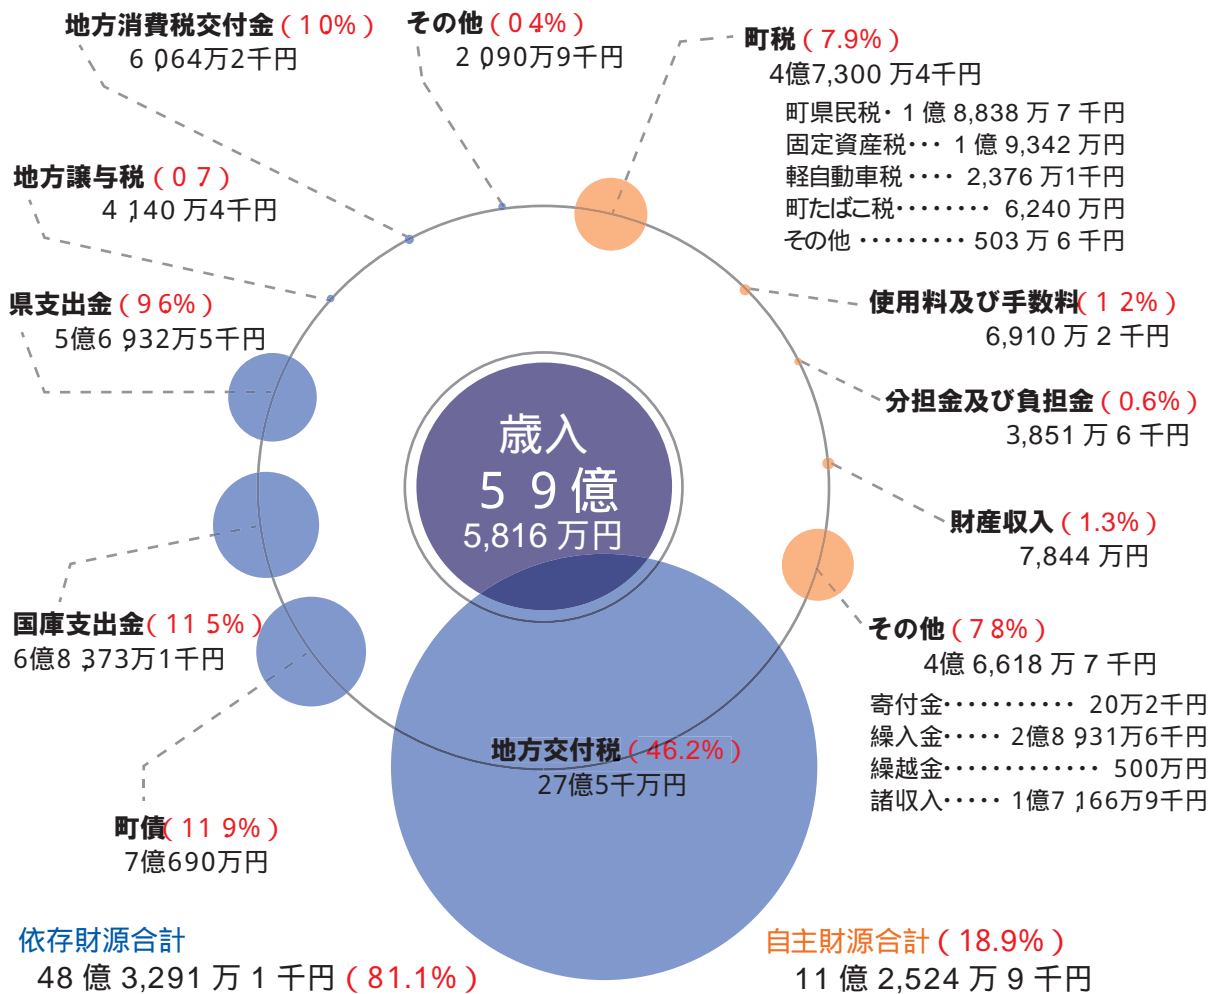 地方消費税交付金(1.0%)
6,064万2千円
その他(0.4%)
2,090万9千円
町税(7.9%)
4億7,300万4千円
町県民税・1億8,838万7千円
固定資産税・・・1億9,342万円
軽自動車税・・・・2,376万1千円
町たばこ税・・・・・・・・6,240万円
その他・・・・・・・・・503万6千円
地方譲与税(0.7)
4,140万4千円
県支出金(9.6%)
5億6,932万5千円
使用料及び手数料(1.2%)
6,910万2千円
分担金及び負担金(0.6%)
3,851万6千円
歳入
59億
5,816万円
財産収入(1.3%)
7,844万円
国庫支出金(11.5%)
6億8,373万1千円
その他(7.8%)
4億6,618万7千円
寄付金・・・・・・・・・・・20万2千円
繰入金・・・・・2億8,931万6千円
繰越金・・・・・・・・・・・・・500万円
諸収入・・・・・1億7,166万9千円
地方交付税(46.2%)
27億5千万円
町債(11.9%)
7億690万円
依存財源合計
48億3,291万1千円(81.1%)
自主財源合計(18.9%)
11億2,524万9千円